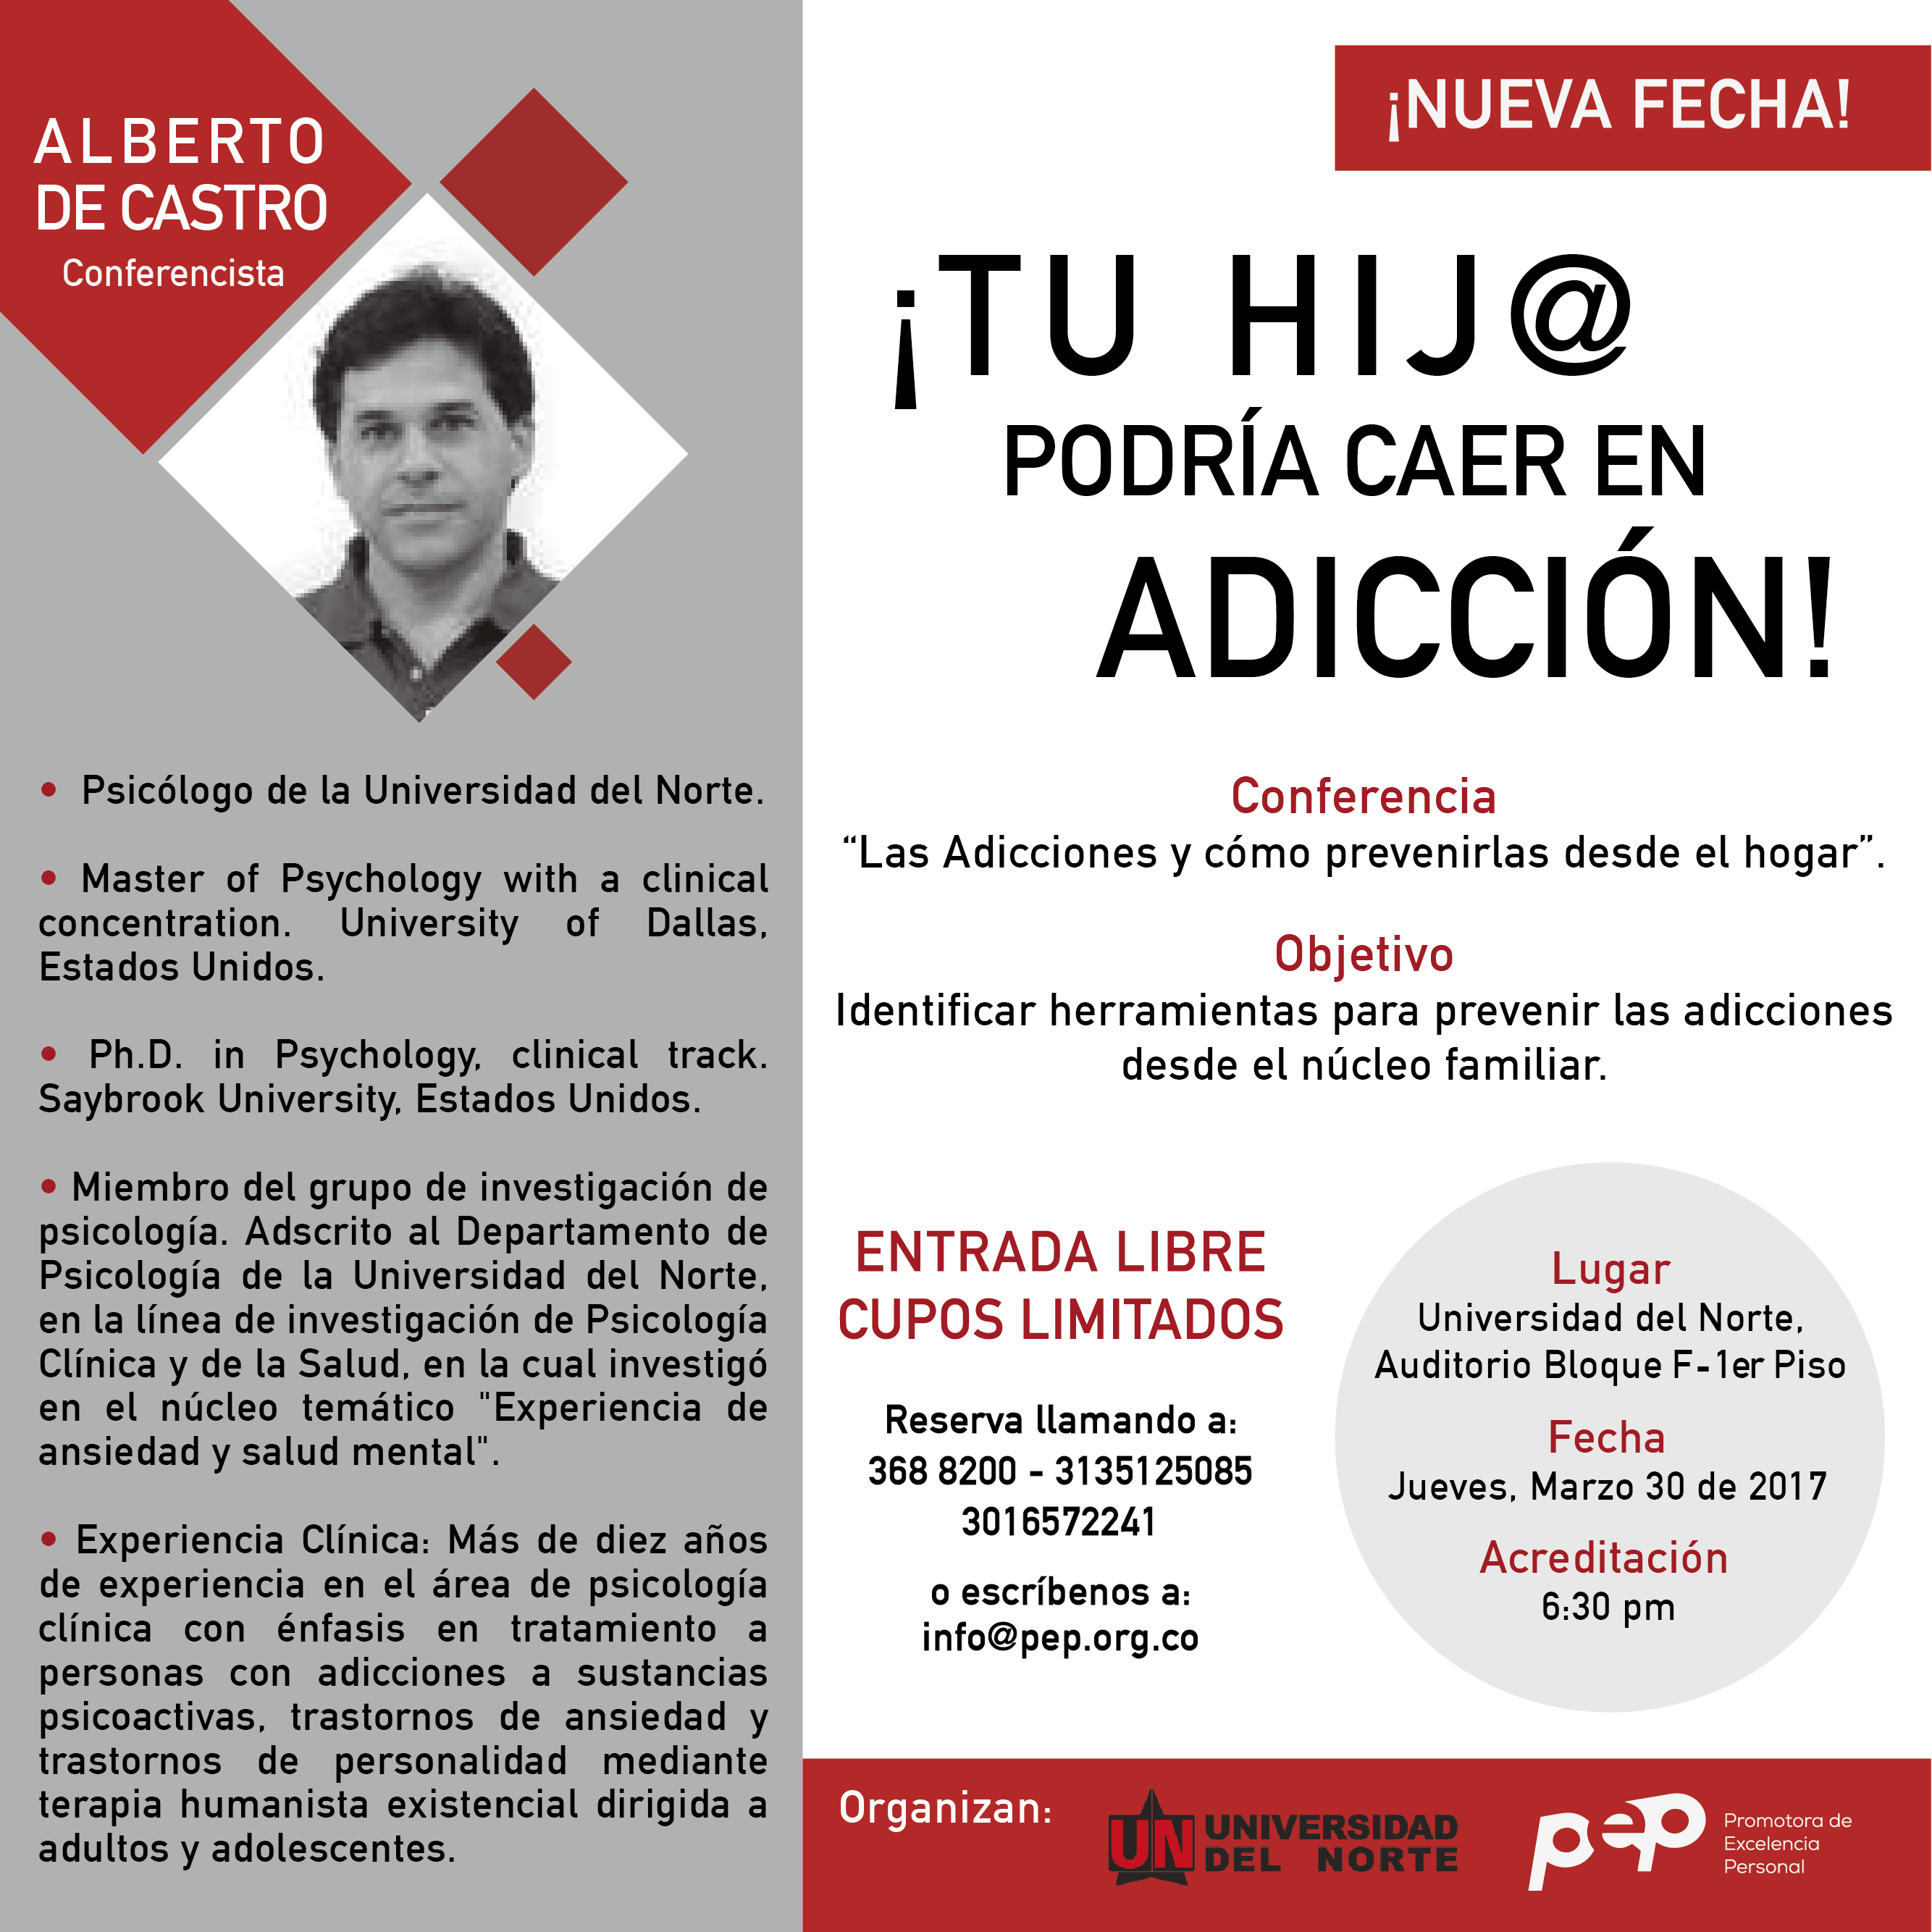 ALBERTO
DE CASTRO
Conferencista
• Psicólogo de la Universidad del Norte.
• Master of Psychology with a clinical
concentration. University of Dallas,
Estados Unidos.
• Ph.D. in Psychology, clinical track.
Saybrook University, Estados Unidos.
• Miembro del grupo de investigación de
psicología. Adscrito al Departamento de
Psicología de la Universidad del Norte,
en la línea de investigación de Psicología
Clínica y de la Salud, en la cual investigó
en el núcleo temático "Experiencia de
ansiedad y salud mental".
• Experiencia Clínica: Más de diez años
de experiencia en el área de psicología
clínica con énfasis en tratamiento a
personas con adicciones a sustancias
psicoactivas, trastornos de ansiedad y
trastornos de personalidad mediante
terapia humanista existencial dirigida a
adultos y adolescentes.
¡NUEVA FECHA!
¡TU HIJ@
PODRÍA CAER EN
ADICCIÓN!
Conferencia
“Las Adicciones y cómo prevenirlas desde el hogar”.
Objetivo
Identificar herramientas para prevenir las adicciones
desde el núcleo familiar.
ENTRADA LIBRE
CUPOS LIMITADOS
Reserva llamando a:
368 8200 - 3135125085
3016572241
o escríbenos a:
info@pep.org.co
Lugar
Universidad del Norte,
Auditorio Bloque F-1er Piso
Fecha
Jueves, Marzo 30 de 2017
Acreditación
6:30 pm
Organizan:
UN
UNIVERSIDAD
DEL NORTE
pep
Promotora de
Excelencia
Personal